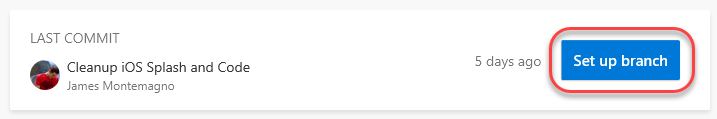 LAST COMMIT
Cleanup iOS Splash and Code
James Montemagno
5 days ago
Set up branch